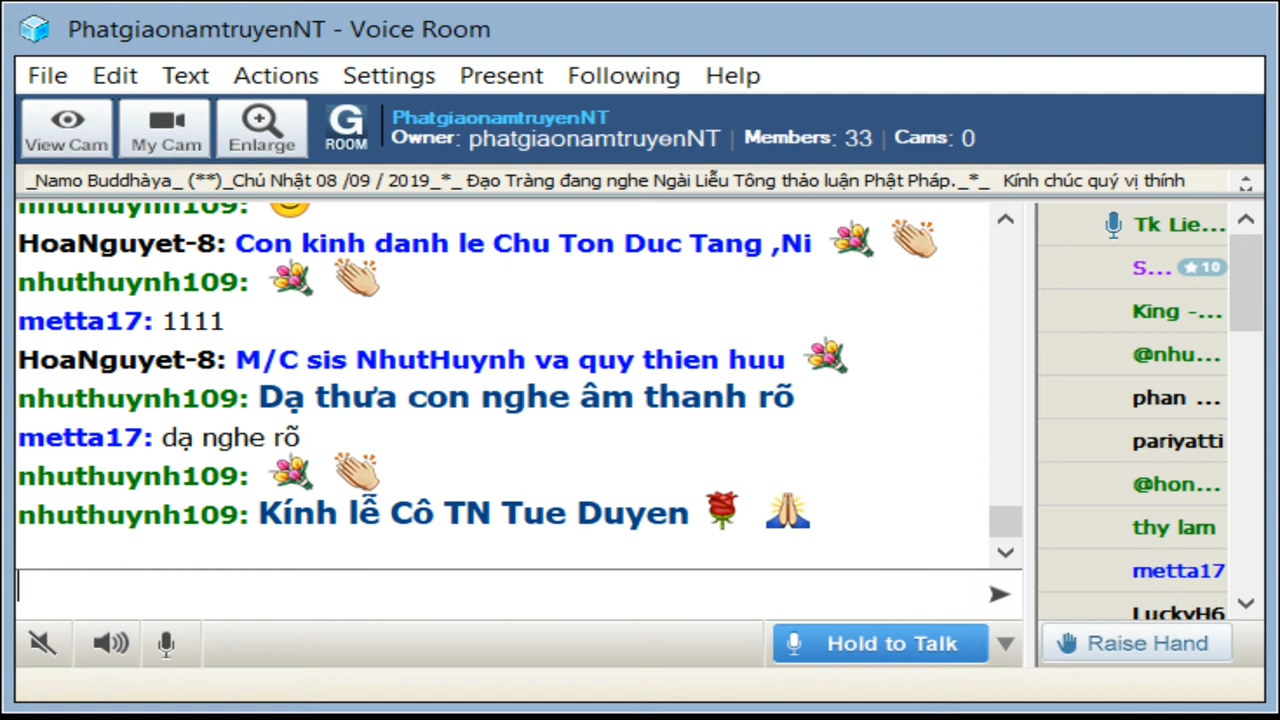 PhatgiaonamtruyenNT - Voice Room
File Edit Text Actions Settings Present Following Help
View Cam My Cam Enlarge G ROOM
PhatgiaonamtruyenNT
Owner: phatgiaonamtruyenNT | Members: 33 | Cams: 0
_Namo Buddhàya_ (**)_Chủ Nhật 08 /09 / 2019_*_ Đạo Tràng đang nghe Ngài Liễu Tông thảo luận Phật Pháp._*_ Kính chúc quý vị thính
nhuthuynh109:
HoaNguyet-8: Con kinh danh le Chu Ton Duc Tang ,Ni
nhuthuynh109:
metta17: 1111
HoaNguyet-8: M/C sis NhutHuynh va quy thien huu
nhuthuynh109: Dạ thưa con nghe âm thanh rõ
metta17: dạ nghe rõ
nhuthuynh109:
nhuthuynh109: Kính lễ Cô TN Tue Duyen
Tk Lie...
S... 10
King -...
@nhu...
phan ...
pariyatti
@hon...
thy lam
metta17
LuckyH6
Hold to Talk
Raise Hand